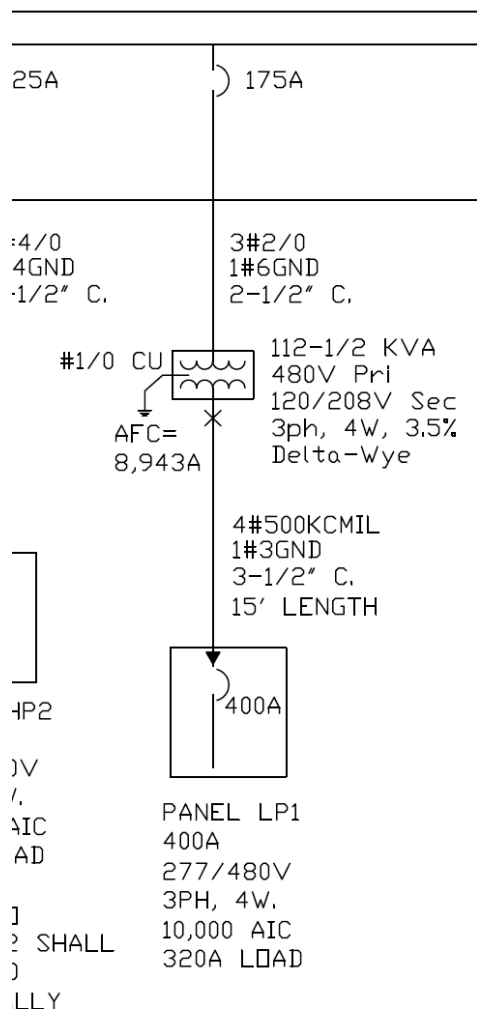 25A
175A
4/0
4GND
-1/2" C.
3#2/0
1#6GND
2-1/2" C.
#1/0 CU
112-1/2 KVA
480V Pri
120/208V Sec
3ph, 4W, 3.5%
Delta-Wye
AFC=
8,943A
4#500KCMIL
1#3GND
3-1/2" C.
15' LENGTH
400A
HP2
V
AIC
AD
2 SHALL
LLY
PANEL LP1
400A
277/480V
3PH, 4W.
10,000 AIC
320A LOAD